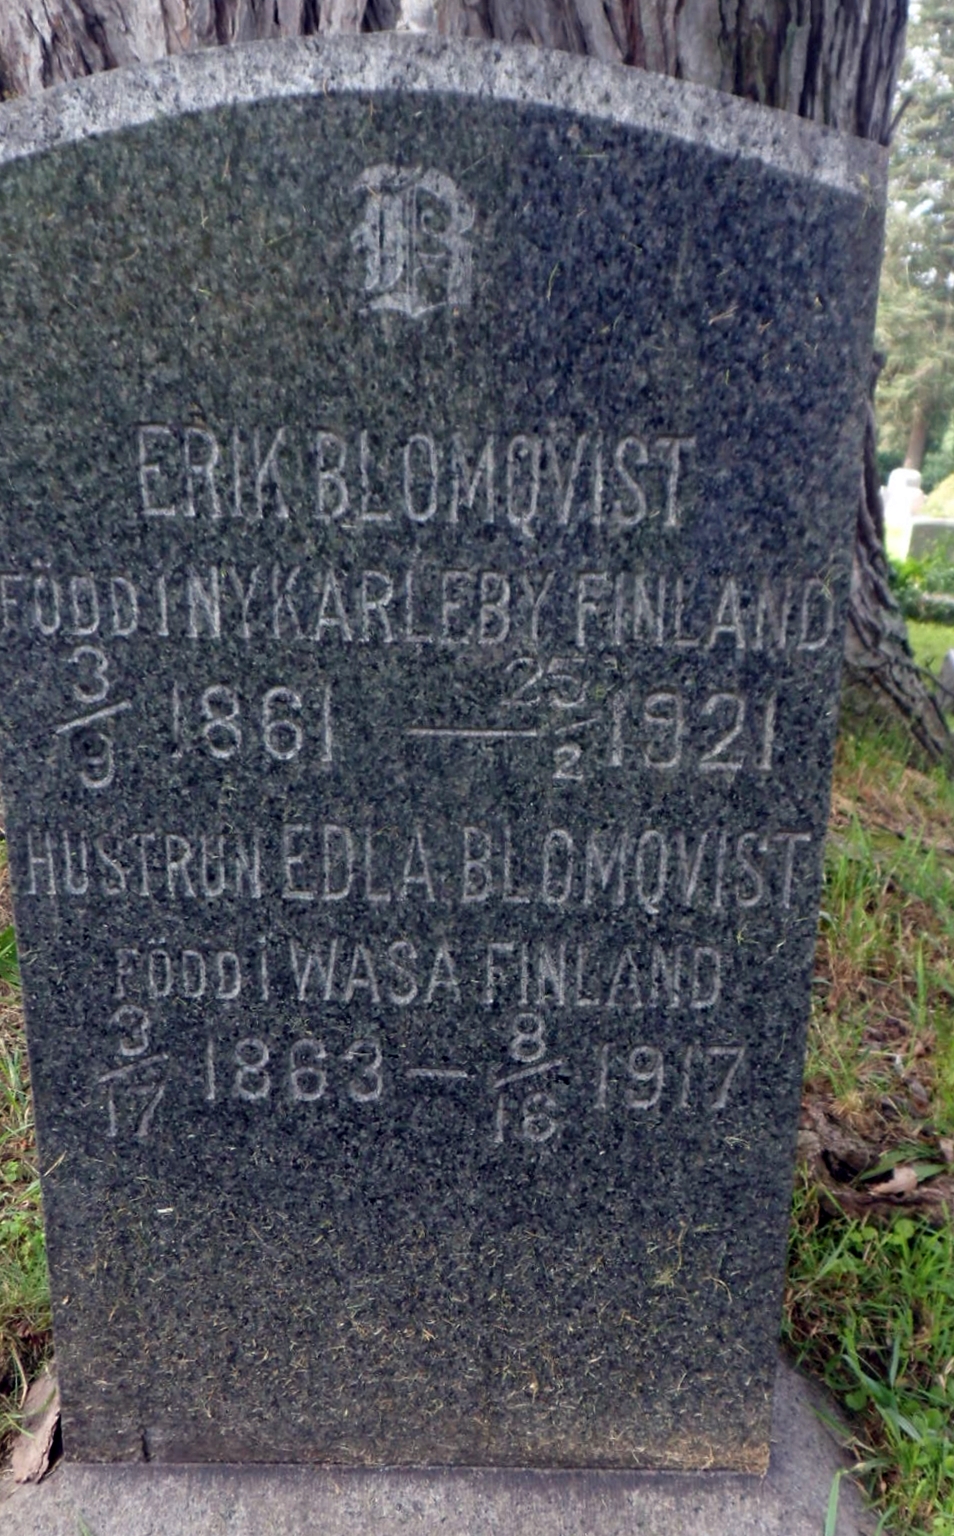 B
ERIK BLOMQVIST
FÖDD I NYKARLEBY FINLAND
3/9 1861 — 25/2 1921
HUSTRUN EDLA BLOMQVIST
FÖDD I WASA FINLAND
3/17 1863 — 8/18 1917